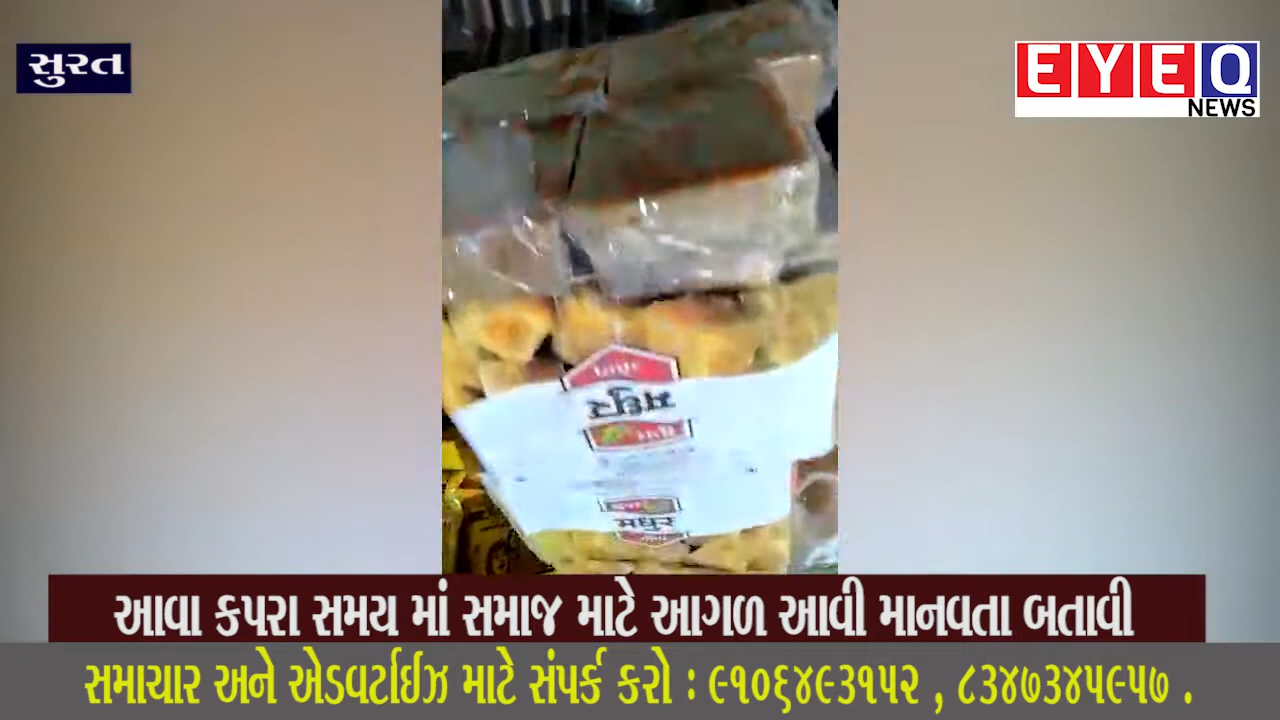 સુરત
EYEQ
NEWS
મધુર
આવા કપરા સમય માં સમાજ માટે આગળ આવી માનવતા બતાવી
સમાચાર અને એડવર્ટાઈઝ માટે સંપર્ક કરો : ૯૧૦૬૪૯૩૧૫૨ , ૮૩૪૭૩૪૫૯૫૭ .